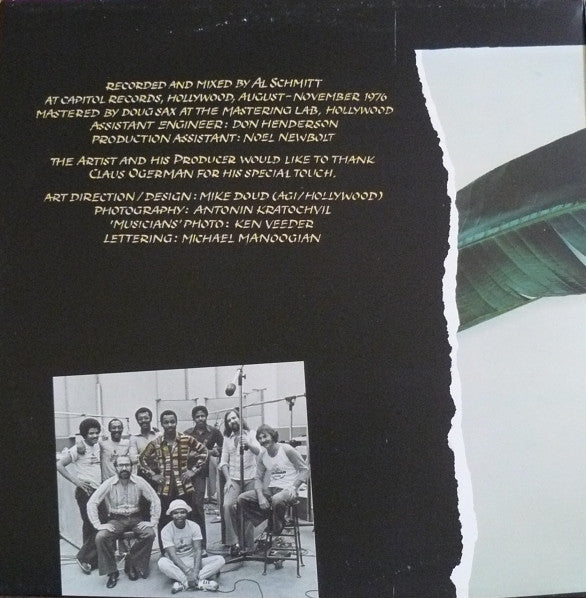 RECORDED AND MIXED BY AL SCHMITT
AT CAPITOL RECORDS, HOLLYWOOD, AUGUST-NOVEMBER 1976
MASTERED BY DOUG SAX AT THE MASTERING LAB, HOLLYWOOD
ASSISTANT ENGINEER: DON HENDERSON
PRODUCTION ASSISTANT: NOEL NEWBOLT
THE ARTIST AND HIS PRODUCER WOULD LIKE TO THANK
CLAUS OGERMAN FOR HIS SPECIAL TOUCH.
ART DIRECTION/DESIGN: MIKE DOUD (AGI/HOLLYWOOD)
PHOTOGRAPHY: ANTONIN KRATOCHVIL
'MUSICIANS' PHOTO: KEN VEEDER
LETTERING: MICHAEL MANOOGIAN